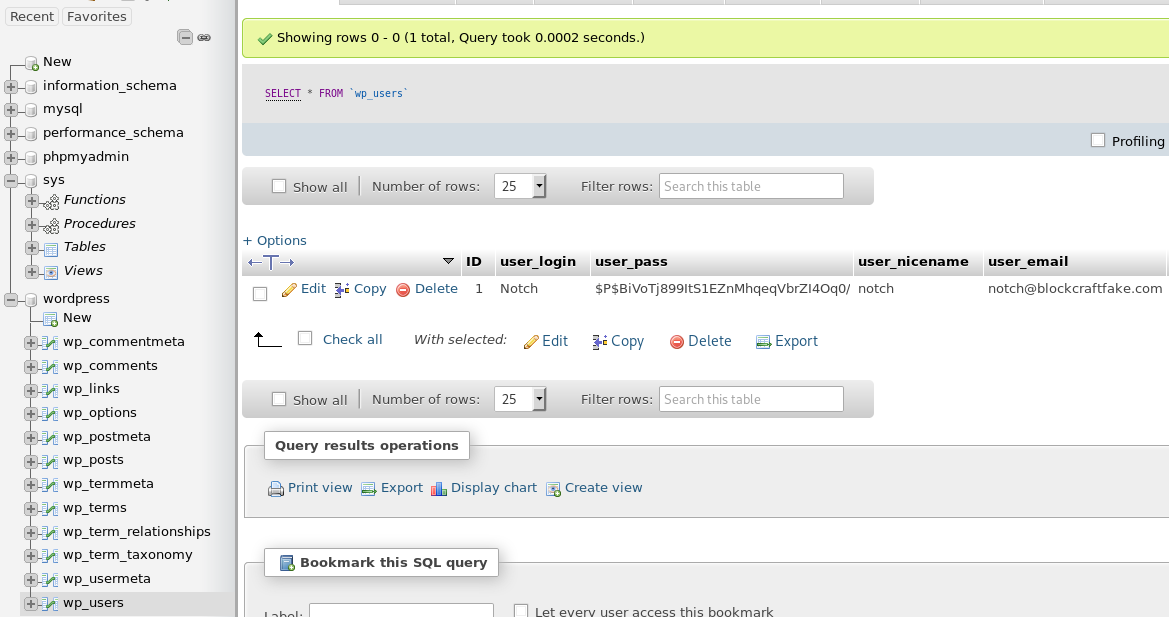 Recent Favorites
New
information_schema
mysql
performance_schema
phpmyadmin
sys
Functions
Procedures
Tables
Views
wordpress
New
wp_commentmeta
wp_comments
wp_links
wp_options
wp_postmeta
wp_posts
wp_termmeta
wp_terms
wp_term_relationships
wp_term_taxonomy
wp_usermeta
wp_users
Showing rows 0 - 0 (1 total, Query took 0.0002 seconds.)
SELECT * FROM `wp_users`
Profiling
Show all Number of rows: 25 Filter rows: Search this table
+ Options
ID user_login user_pass user_nicename user_email
Edit Copy Delete 1 Notch $P$BiVoTj899ItS1EZnMhqeqVbrZI4Oq0/ notch notch@blockcraftfake.com
Check all With selected: Edit Copy Delete Export
Show all Number of rows: 25 Filter rows: Search this table
Query results operations
Print view Export Display chart Create view
Bookmark this SQL query
Label: Let every user access this bookmark